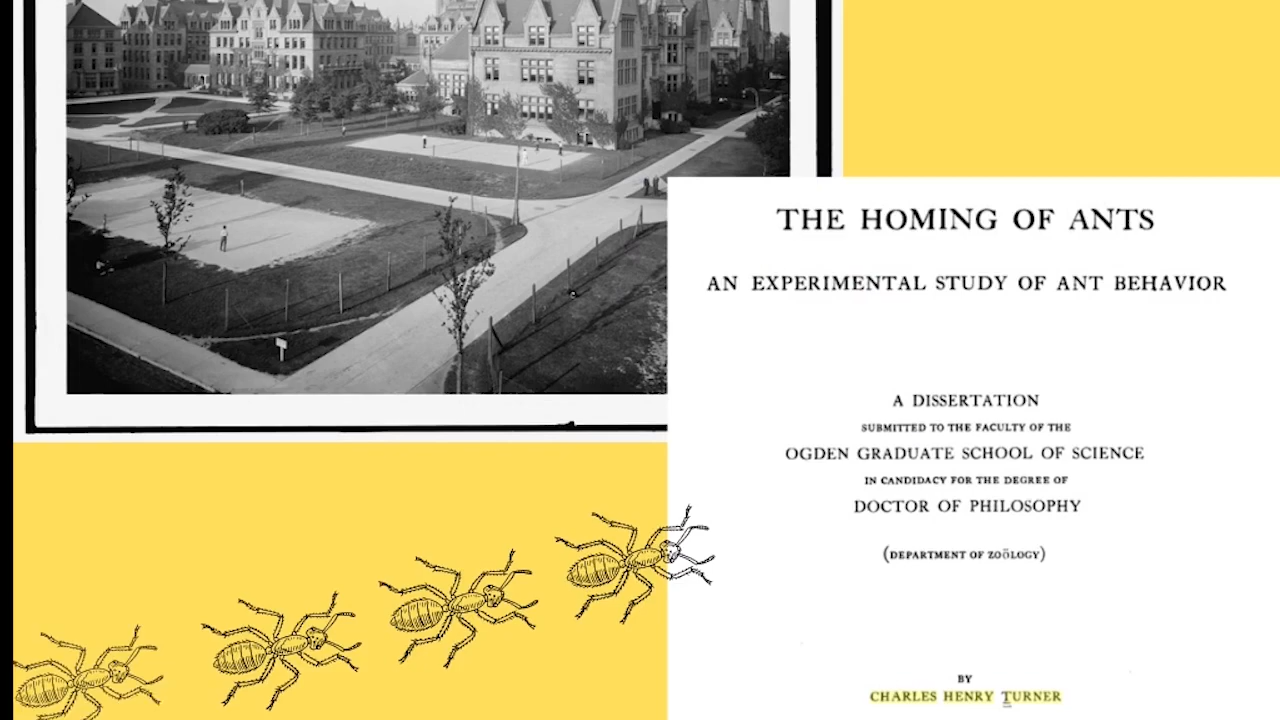 THE HOMING OF ANTS
AN EXPERIMENTAL STUDY OF ANT BEHAVIOR
A DISSERTATION
SUBMITTED TO THE FACULTY OF THE
OGDEN GRADUATE SCHOOL OF SCIENCE
IN CANDIDACY FOR THE DEGREE OF
DOCTOR OF PHILOSOPHY
(DEPARTMENT OF ZOÖLOGY)
BY
CHARLES HENRY TURNER